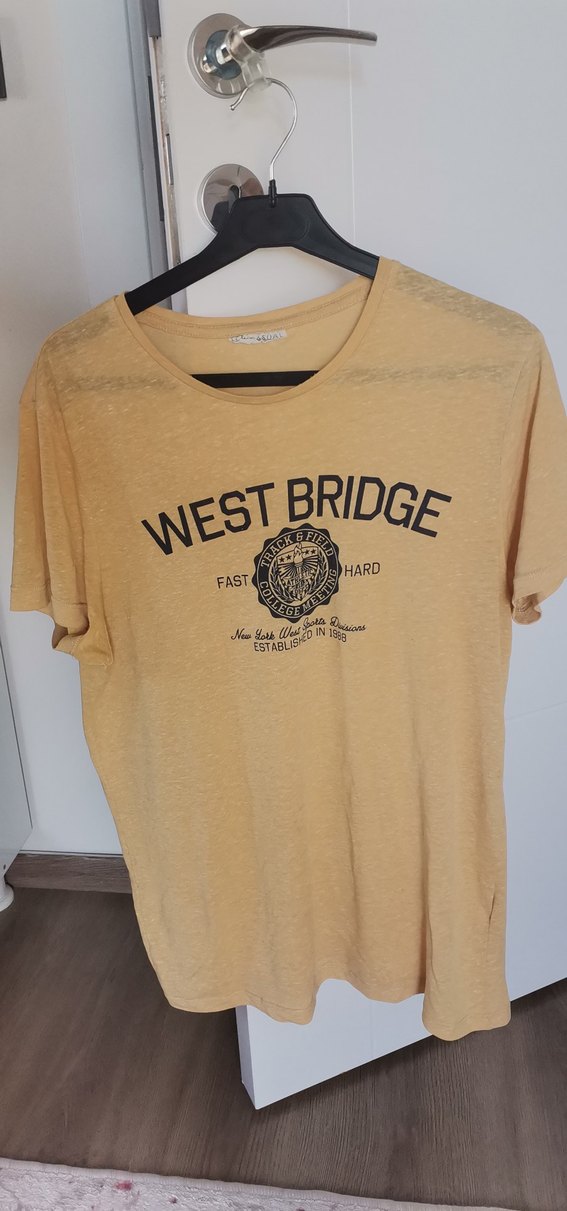 WEST BRIDGE
TRACK & FIELD
FAST HARD
COLLEGE MEETING
New York West Sports Divisions
ESTABLISHED IN 1988